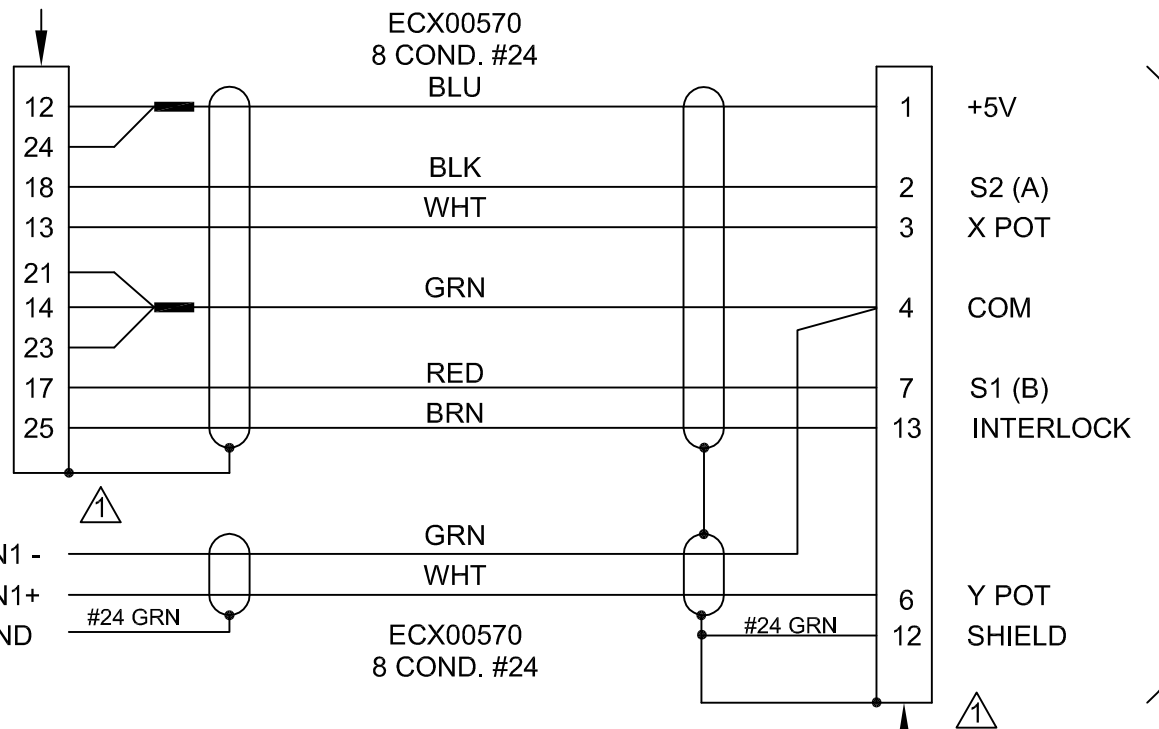 ECX00570
8 COND. #24
BLU
12 1 +5V
24
BLK
18 2 S2 (A)
WHT
13 3 X POT
21
GRN
14 4 COM
23
RED
17 7 S1 (B)
BRN
25 13 INTERLOCK
1
GRN
N1 -
WHT
N1+ 6 Y POT
#24 GRN
ND
#24 GRN 12 SHIELD
ECX00570
8 COND. #24
1